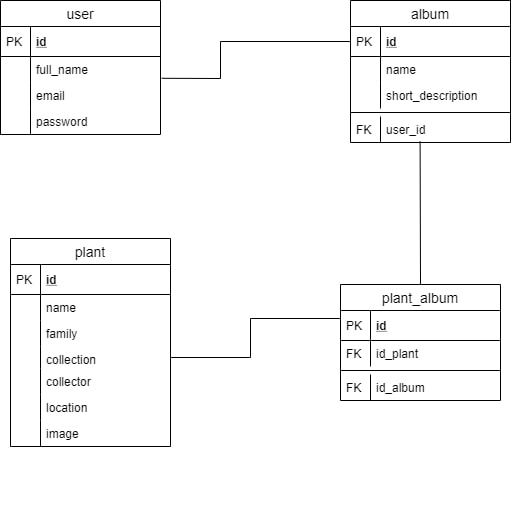 user
PK id
full_name
email
password
album
PK id
name
short_description
FK user_id
plant
PK id
name
family
collection
collector
location
image
plant_album
PK id
FK id_plant
FK id_album